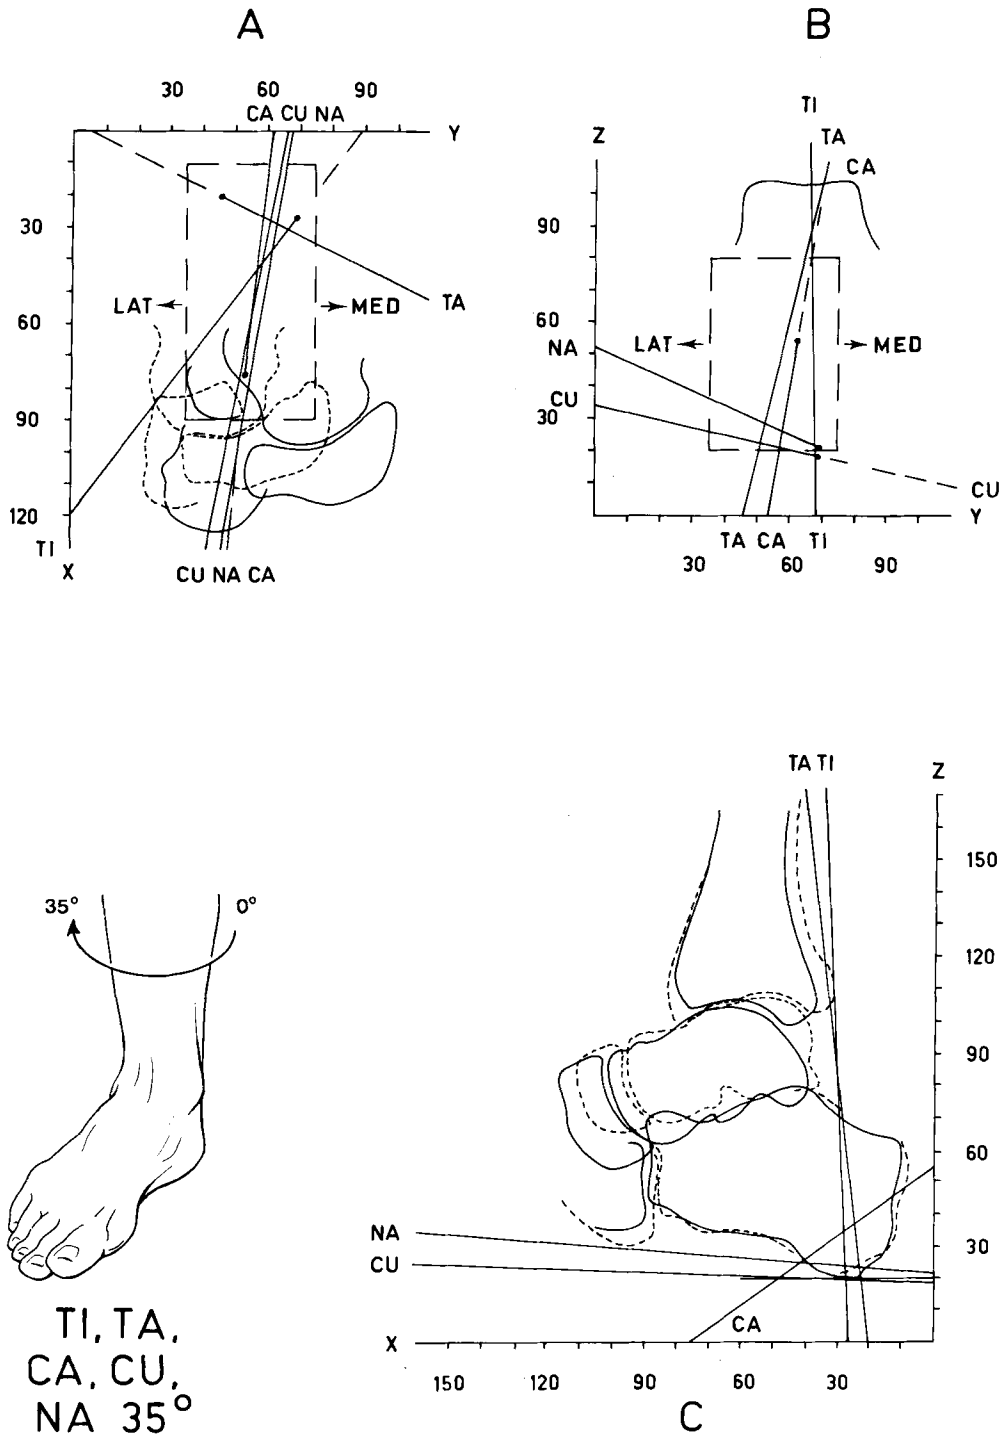 A
30 60 90
CA CU NA
Y
30
LAT MED
TA
60
90
120
TI
X
CU NA CA
B
TI
Z
TA
CA
90
60
NA
LAT MED
CU
30
CU
Y
TA CA TI
30 60 90
35° 0°
TI, TA,
CA, CU,
NA 35°
TA TI
Z
150
120
90
60
30
NA
CU
CA
X
150 120 90 60 30
C